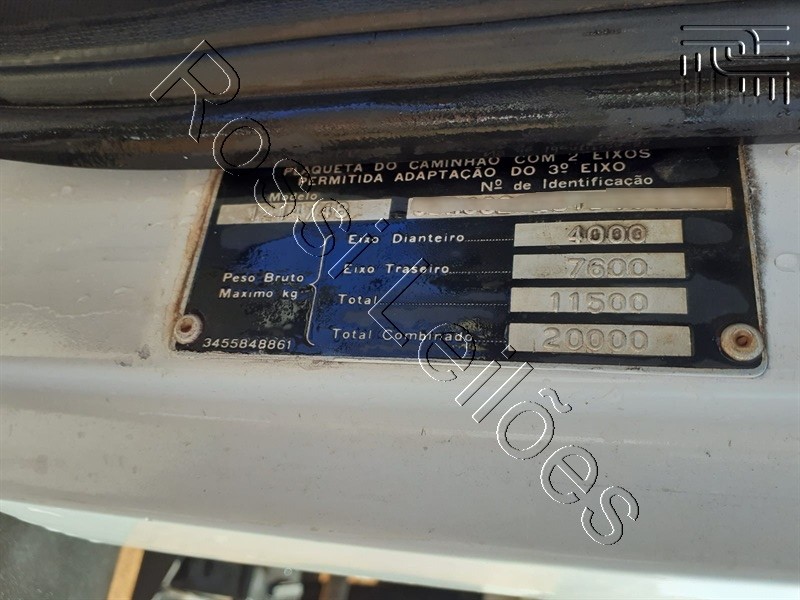 PLAQUETA DO CAMINHÃO COM 2 EIXOS
PERMITIDA ADAPTAÇÃO DO 3º EIXO
Modelo
Nº de Identificação
Peso Bruto
Maximo kg
Eixo Dianteiro 4000
Eixo Traseiro 7600
Total 11500
Total Combinado 20000
3455848861
Rossi Leilões